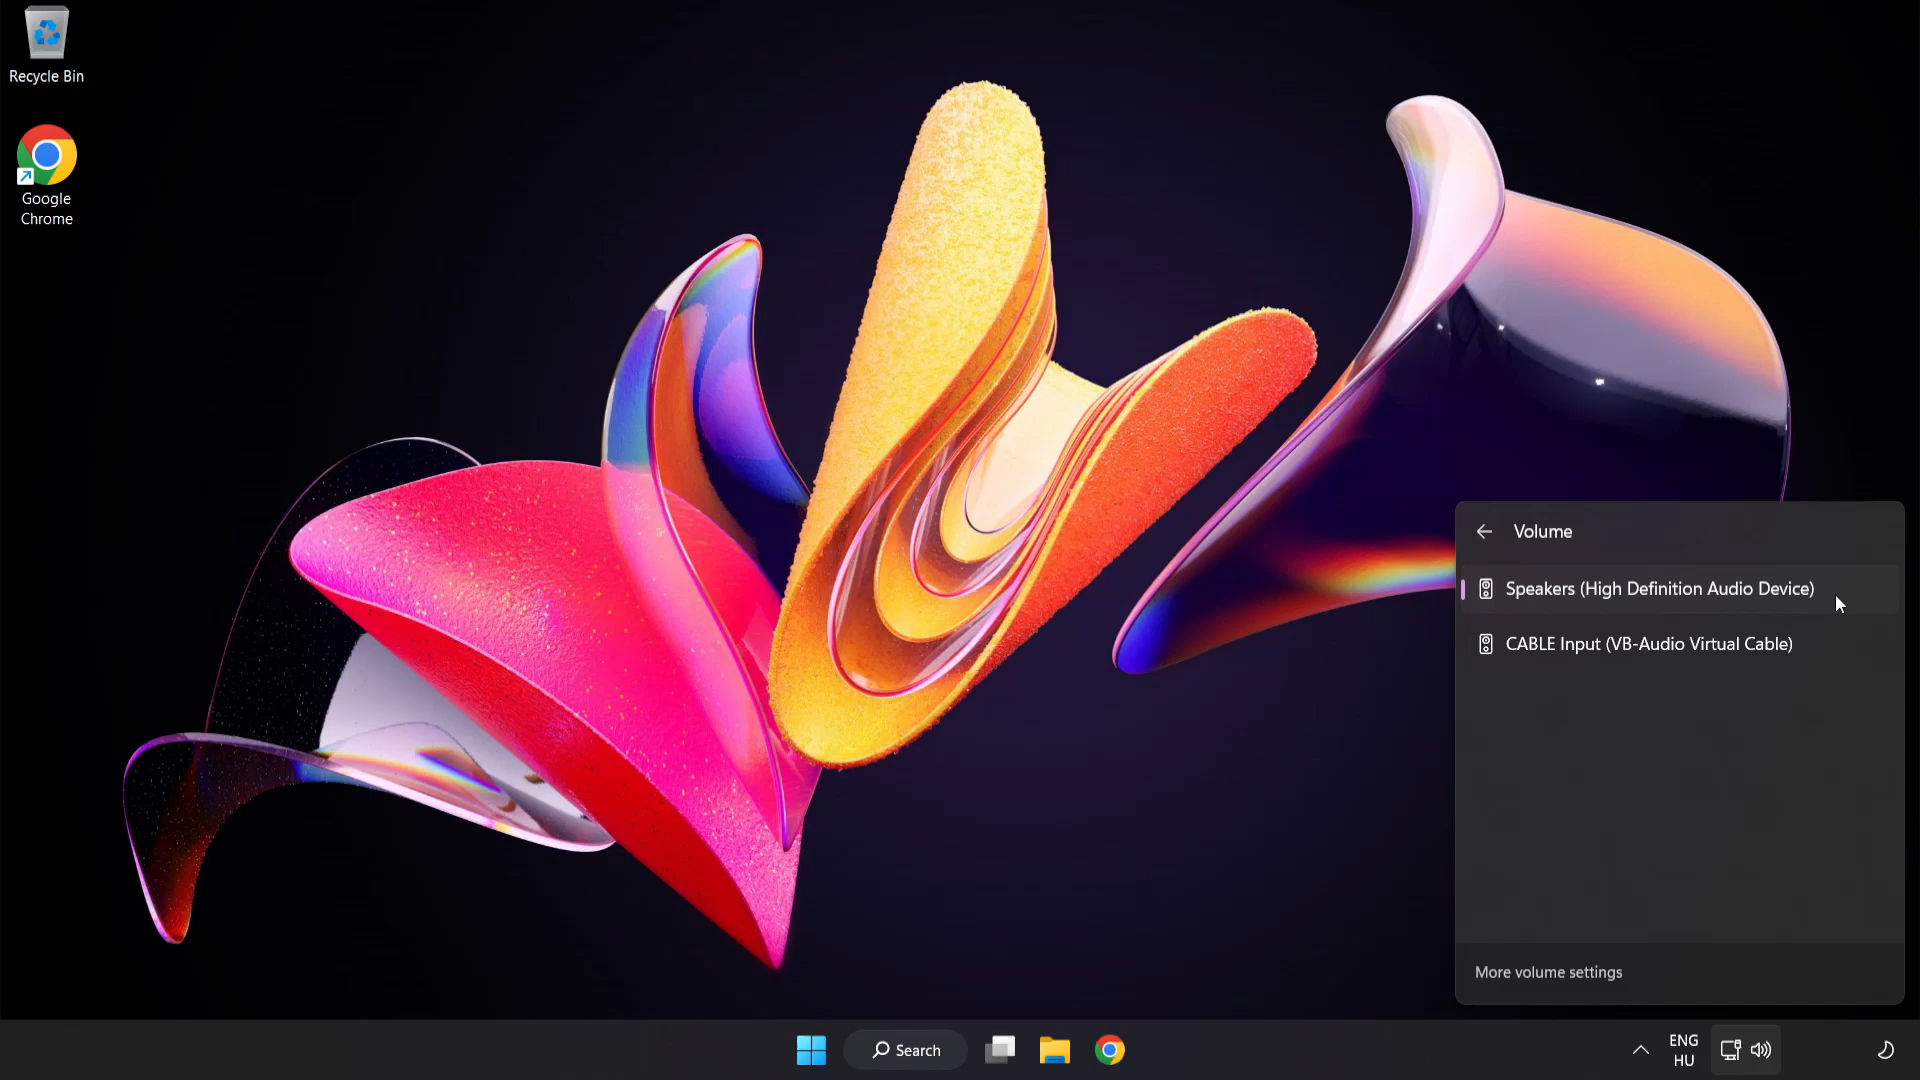 Recycle Bin
Google
Chrome
Volume
Speakers (High Definition Audio Device)
CABLE Input (VB-Audio Virtual Cable)
More volume settings
Search
ENG
HU